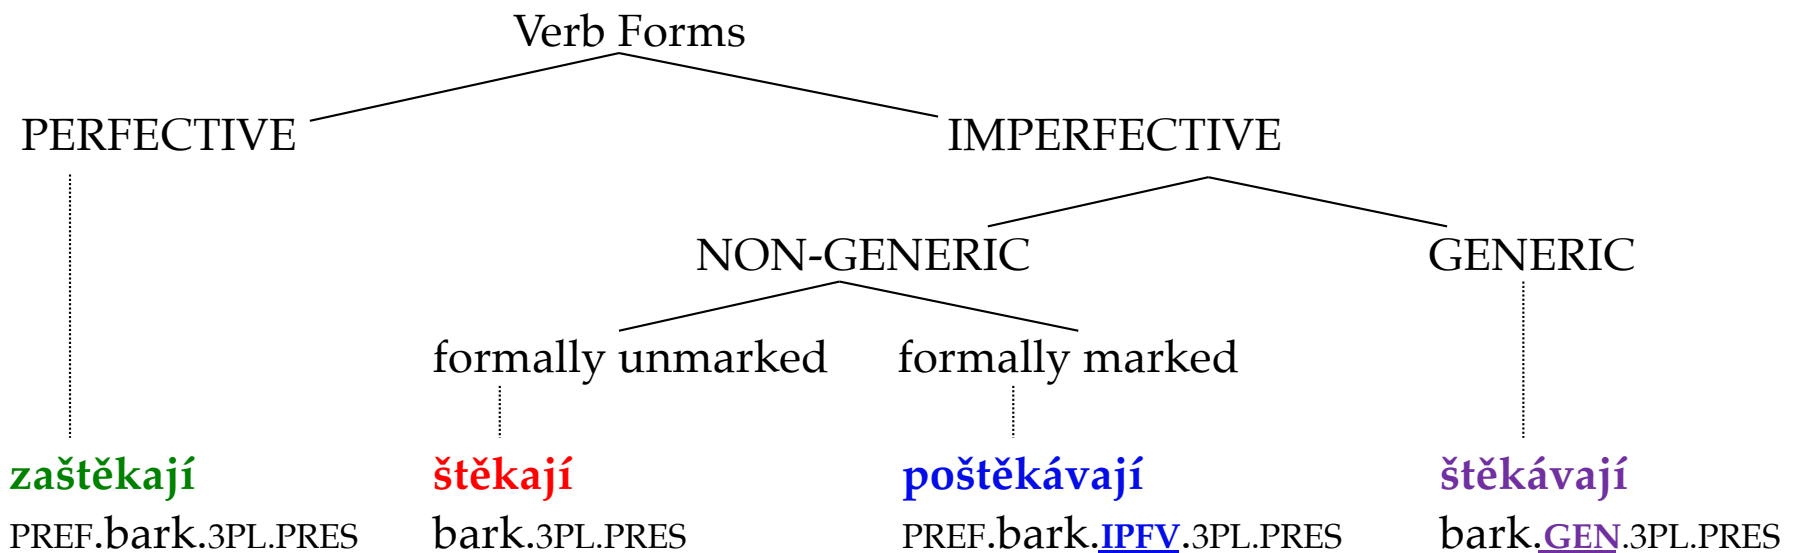 Verb Forms
PERFECTIVE IMPERFECTIVE
NON-GENERIC GENERIC
formally unmarked formally marked
zaštěkají štěkají poštěkávají štěkávají
PREF.bark.3PL.PRES bark.3PL.PRES PREF.bark.IPFV.3PL.PRES bark.GEN.3PL.PRES